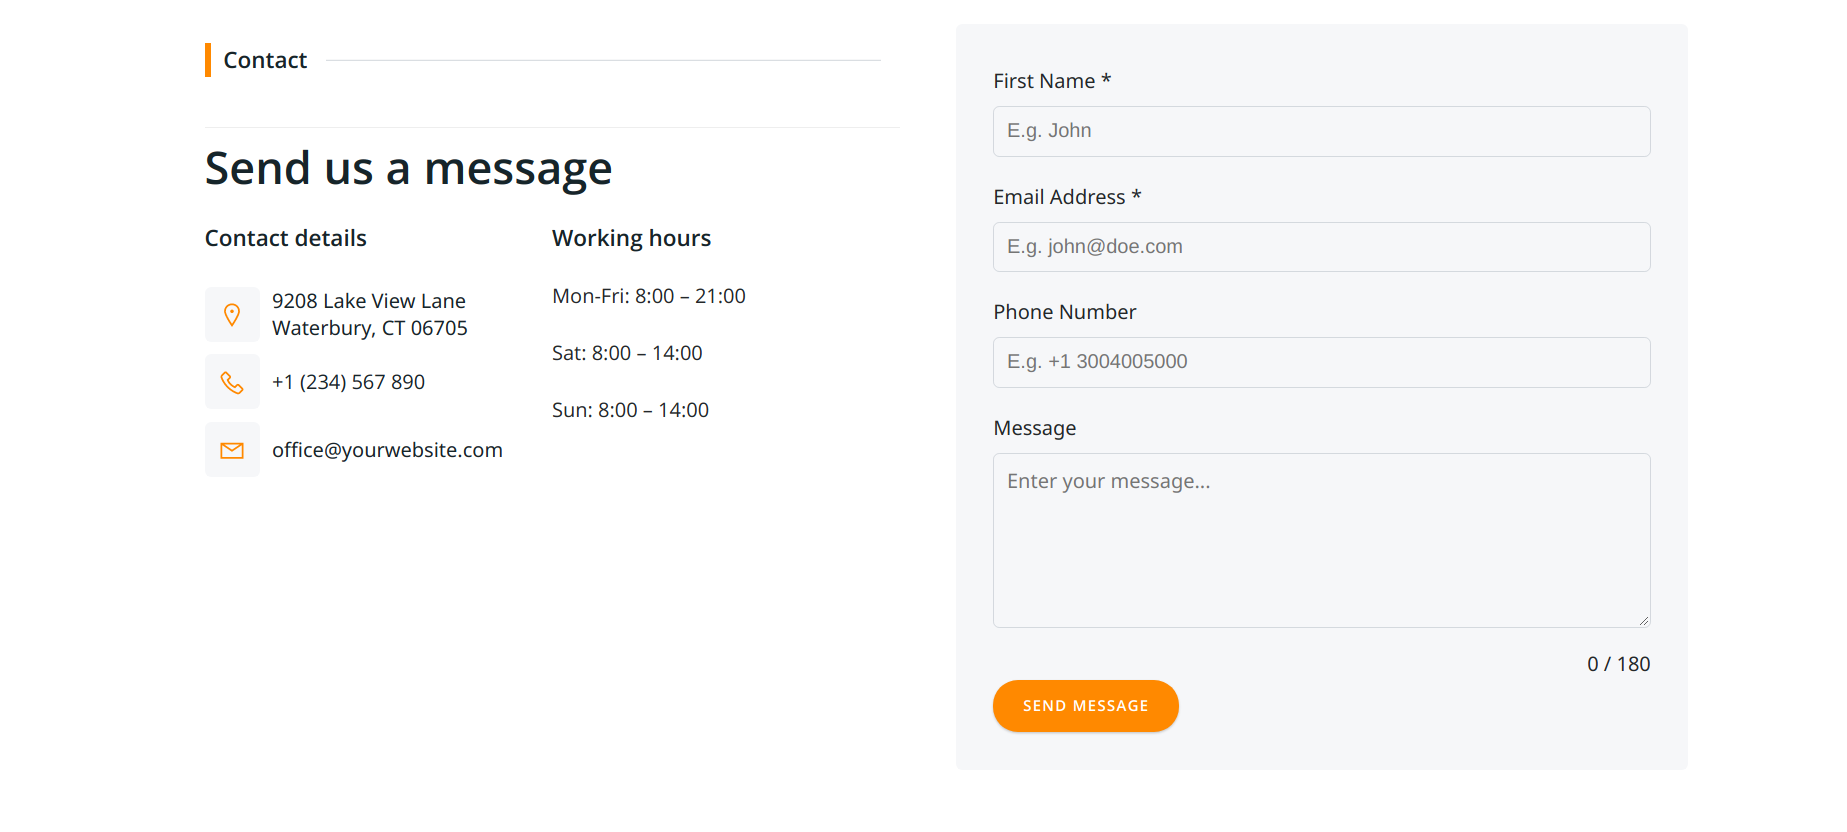 Contact
Send us a message
Contact details
9208 Lake View Lane
Waterbury, CT 06705
+1 (234) 567 890
office@yourwebsite.com
Working hours
Mon-Fri: 8:00 – 21:00
Sat: 8:00 – 14:00
Sun: 8:00 – 14:00
First Name *
E.g. John
Email Address *
E.g. john@doe.com
Phone Number
E.g. +1 3004005000
Message
Enter your message...
0 / 180
SEND MESSAGE